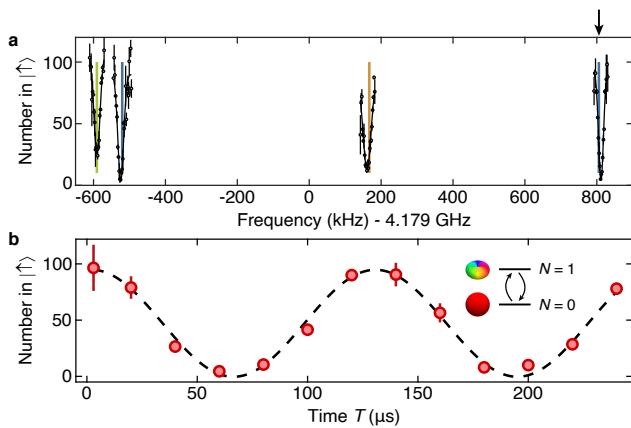 a
Number in |↑⟩
100
50
0
-600 -400 -200 0 200 400 600 800
Frequency (kHz) - 4.179 GHz
b
Number in |↑⟩
100
50
0
N = 1
N = 0
0 50 100 150 200
Time T (μs)